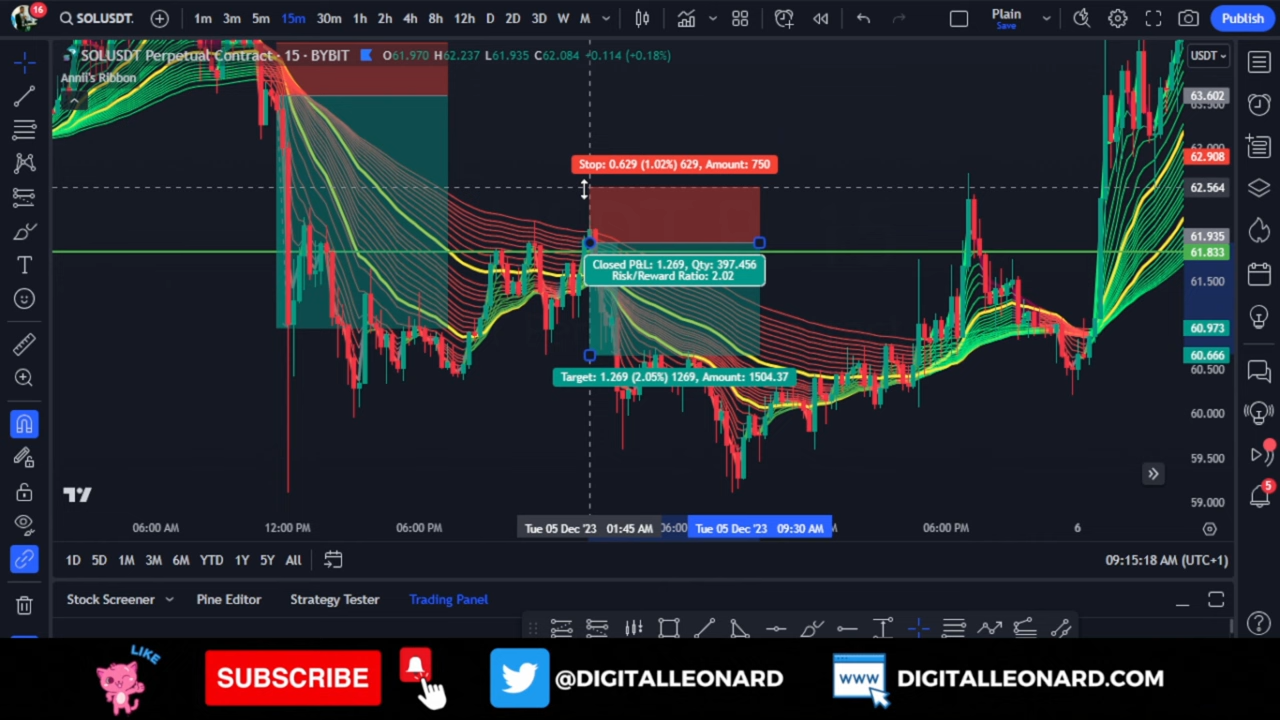 16
SOLUSDT.
1m 3m 5m 15m 30m 1h 2h 4h 8h 12h D 2D 3D W M
Plain
Save
Publish
SOLUSDT Perpetual Contract · 15 · BYBIT O61.970 H62.237 L61.935 C62.084 +0.114 (+0.18%)
USDT
Annii's Ribbon
63.602
63.500
Stop: 0.629 (1.02%) 629, Amount: 750
62.908
62.564
61.935
61.833
Closed P&L: 1.269, Qty: 397.456
Risk/Reward Ratio: 2.02
61.500
60.973
60.666
60.500
Target: 1.269 (2.05%) 1269, Amount: 1504.37
60.000
59.500
59.000
06:00 AM 12:00 PM 06:00 PM Tue 05 Dec '23 01:45 AM Tue 05 Dec '23 09:30 AM 06:00 PM 6
1D 5D 1M 3M 6M YTD 1Y 5Y All
09:15:18 AM (UTC+1)
5
Stock Screener Pine Editor Strategy Tester Trading Panel
LIKE
SUBSCRIBE
@DIGITALLEONARD
WWW
DIGITALLEONARD.COM